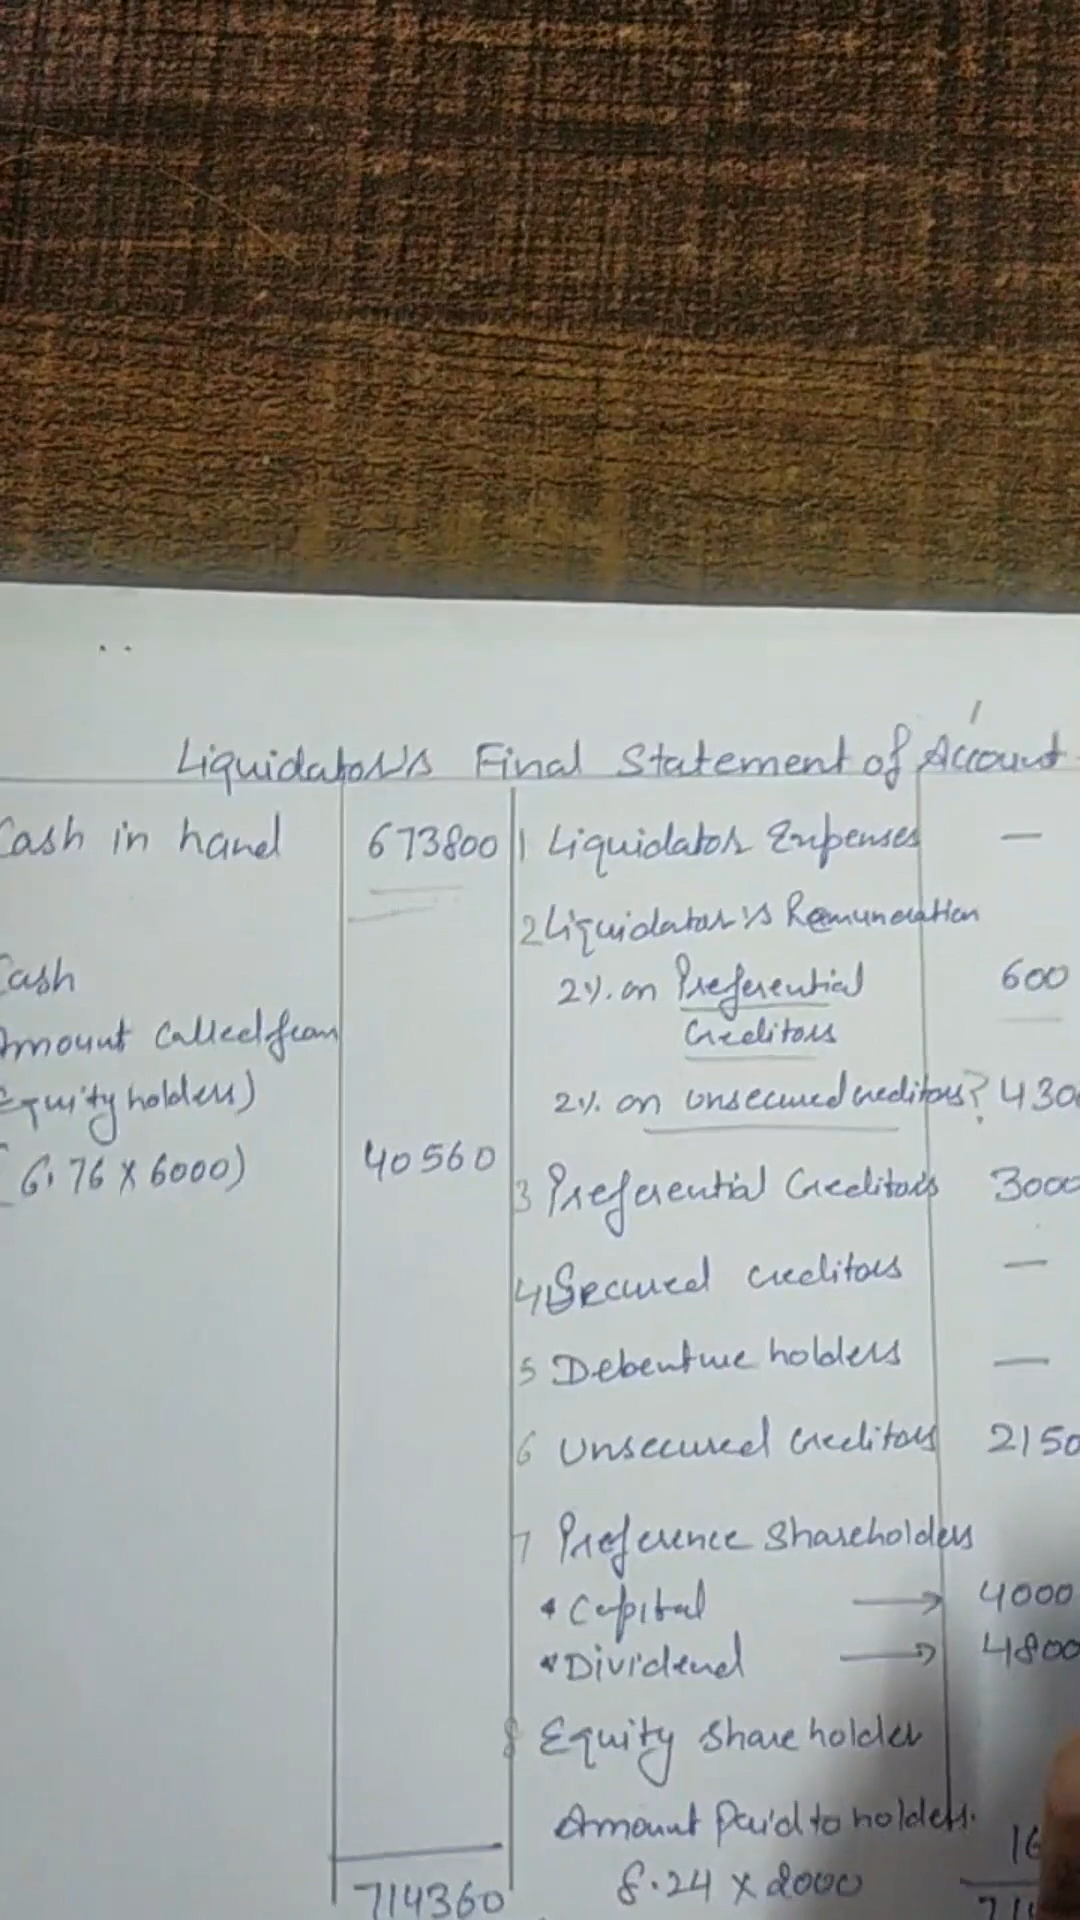 Liquidator's Final Statement of Account
Cash in hand 673800
Cash
Amount Called from
Equity holders)
(6.76 X 6000) 40560
714360
1 Liquidator Expenses —
2 Liquidator's Remuneration
2% on Preferential 600
Creditors
2% on unsecured creditors? 430
3 Preferential Creditors 3000
4 Secured creditors —
5 Debenture holders —
6 Unsecured Creditors 2150
7 Preference Shareholders
* Capital → 4000
* Dividend → 4800
8 Equity Shareholder
Amount Paid to holders. 16
8.24 X 2000